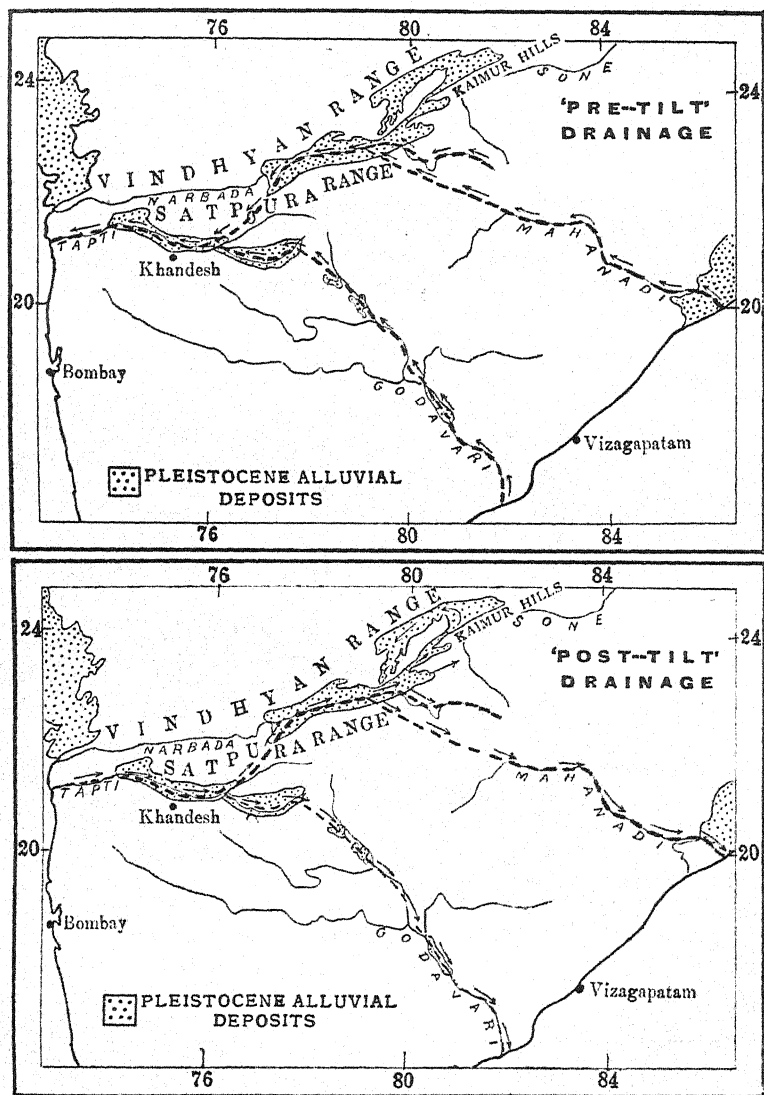 76 80 84
24 24
VINDHYAN RANGE
KAIMUR HILLS
SONE
'PRE-TILT'
DRAINAGE
NARBADA
SATPURA RANGE
TAPTI
Khandesh
MAHANADI
20 20
Bombay
GODAVARI
Vizagapatam
PLEISTOCENE ALLUVIAL
DEPOSITS
76 80 84
76 80 84
24 24
VINDHYAN RANGE
KAIMUR HILLS
SONE
'POST-TILT'
DRAINAGE
NARBADA
SATPURA RANGE
TAPTI
Khandesh
MAHANADI
20 20
Bombay
GODAVARI
Vizagapatam
PLEISTOCENE ALLUVIAL
DEPOSITS
76 80 84